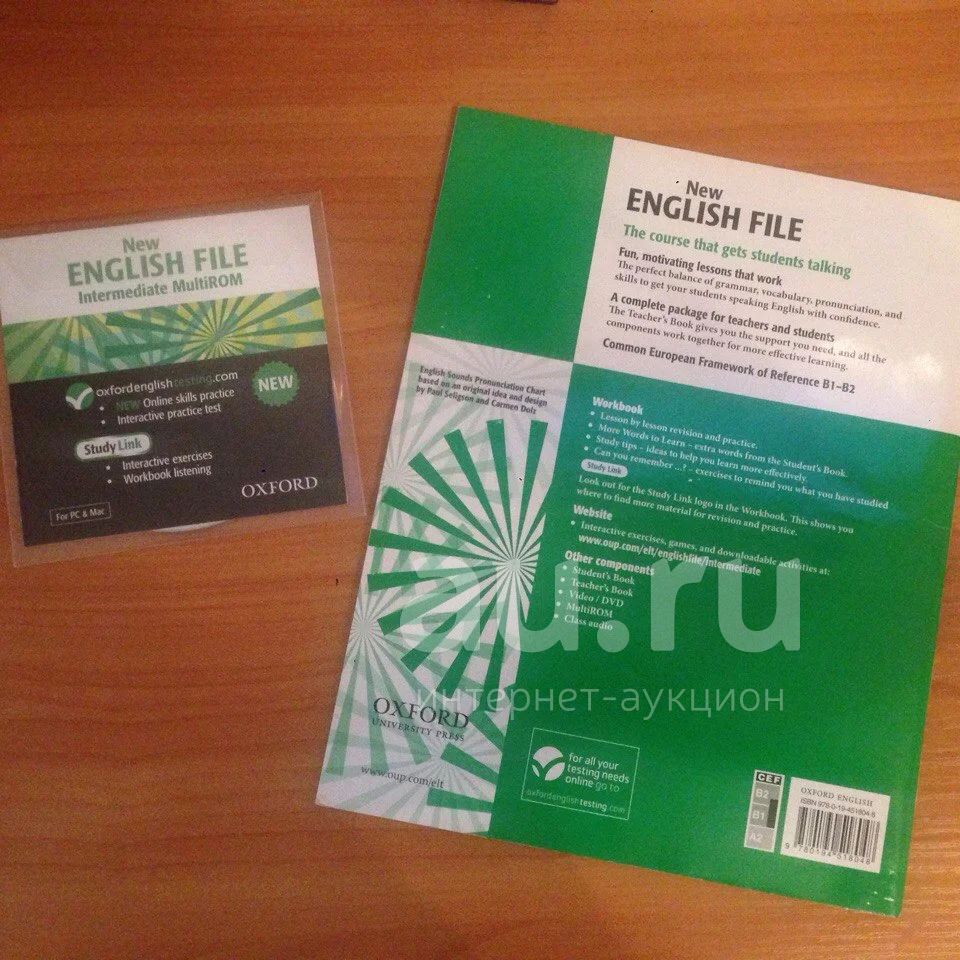 New
ENGLISH FILE
Intermediate MultiROM
oxfordenglishtesting.com
• NEW Online skills practice
• Interactive practice test
NEW
Study Link
• Interactive exercises
• Workbook listening
OXFORD
For PC & Mac
New
ENGLISH FILE
The course that gets students talking
Fun, motivating lessons that work
The perfect balance of grammar, vocabulary, pronunciation, and
skills to get your students speaking English with confidence.
A complete package for teachers and students
The Teacher's Book gives you the support you need, and all the
components work together for more effective learning.
Common European Framework of Reference B1–B2
English Sounds Pronunciation Chart
based on an original idea and design
by Paul Seligson and Carmen Dolz
Workbook
• Lesson by lesson revision and practice.
• More Words to Learn – extra words from the Student's Book.
• Study tips – ideas to help you learn more effectively.
• Can you remember ...? – exercises to remind you what you have studied
Study Link
Look out for the Study Link logo in the Workbook. This shows you
where to find more material for revision and practice.
Website
• Interactive exercises, games, and downloadable activities at:
www.oup.com/elt/englishfile/intermediate
Other components
• Student's Book
• Teacher's Book
• Video / DVD
• MultiROM
• Class audio
au.ru
интернет-аукцион
OXFORD
UNIVERSITY PRESS
www.oup.com/elt
for all your
testing needs
online go to
oxfordenglishtesting.com
CEF
B2
B1
A2
OXFORD ENGLISH
ISBN 978-0-19-451804-8
9 780194 518048